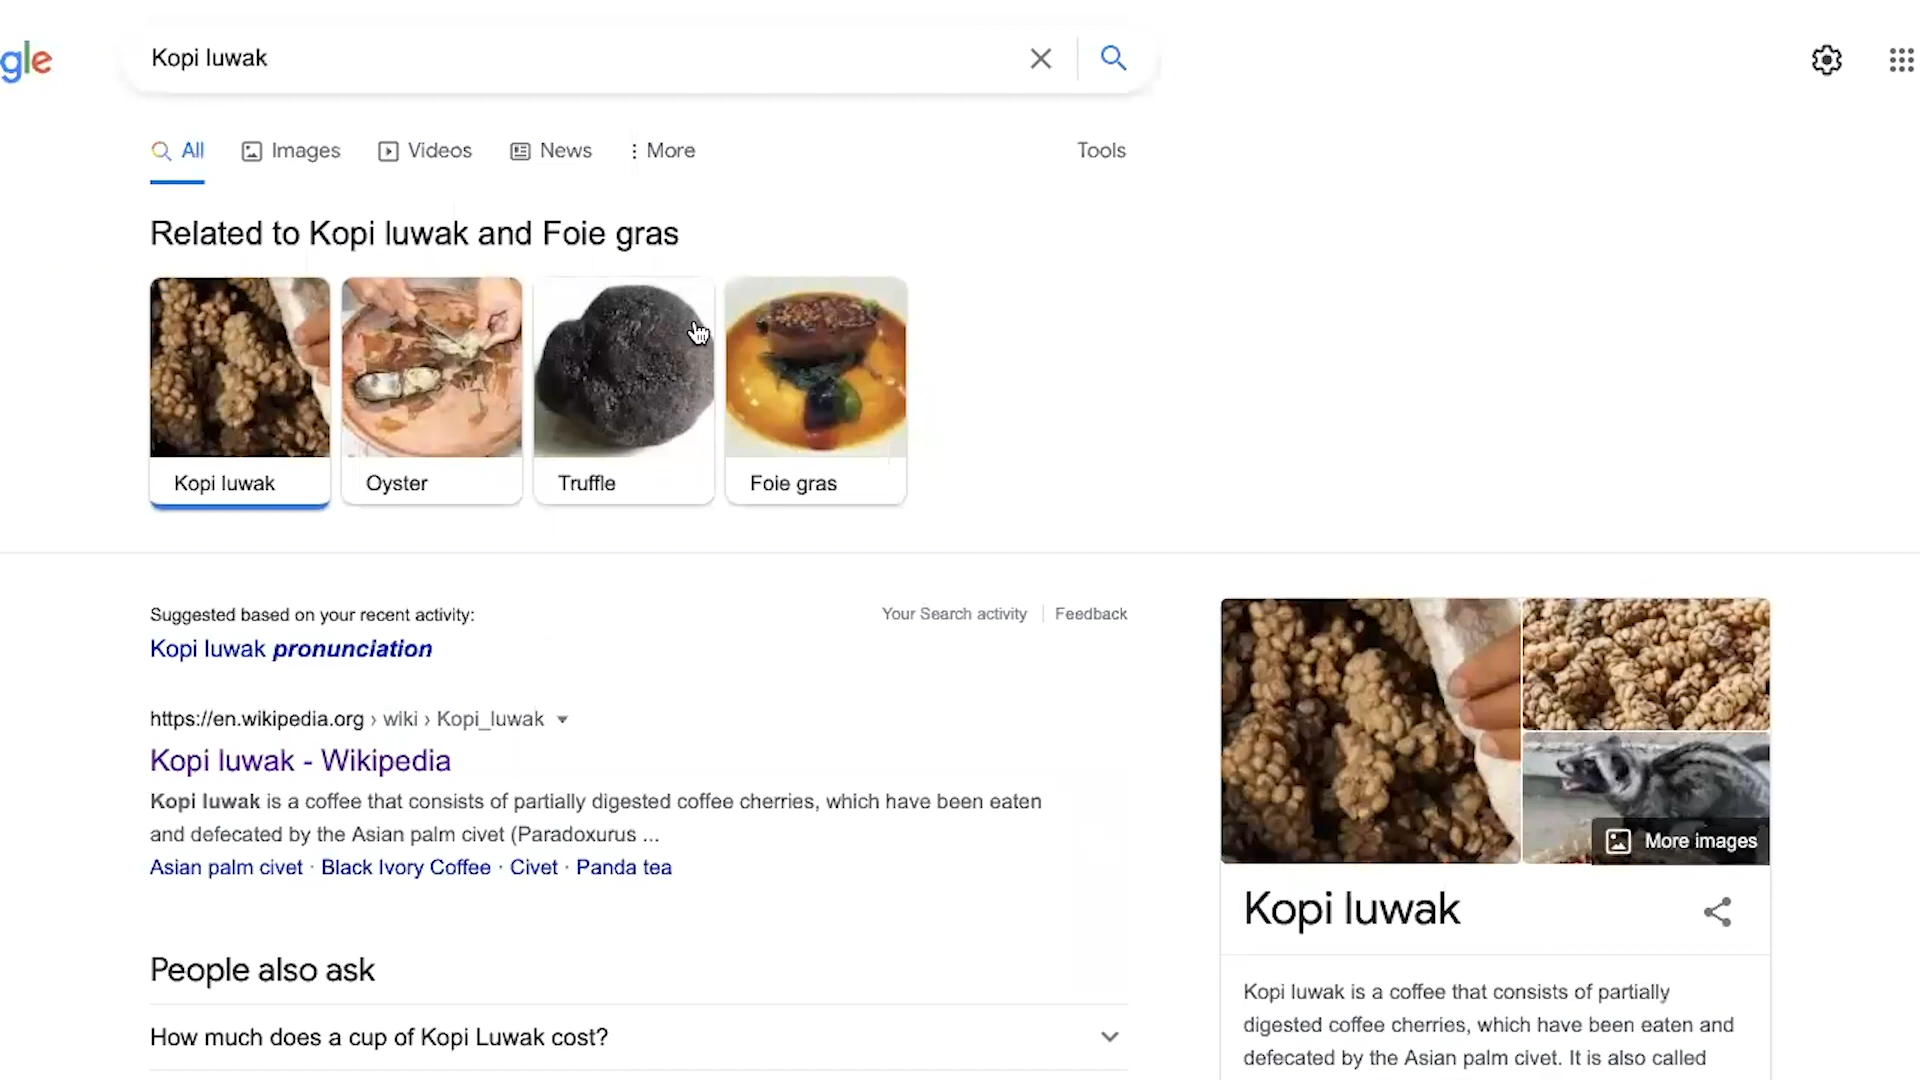 gle
Kopi luwak
All Images Videos News More Tools
Related to Kopi luwak and Foie gras
Kopi luwak Oyster Truffle Foie gras
Suggested based on your recent activity: Your Search activity Feedback
Kopi luwak pronunciation
https://en.wikipedia.org › wiki › Kopi_luwak
Kopi luwak - Wikipedia
Kopi luwak is a coffee that consists of partially digested coffee cherries, which have been eaten
and defecated by the Asian palm civet (Paradoxurus ...
Asian palm civet · Black Ivory Coffee · Civet · Panda tea
People also ask
How much does a cup of Kopi Luwak cost?
More images
Kopi luwak
Kopi luwak is a coffee that consists of partially
digested coffee cherries, which have been eaten and
defecated by the Asian palm civet. It is also called